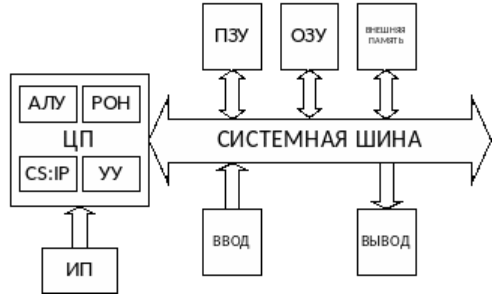 ПЗУ
ОЗУ
ВНЕШНЯЯ
ПАМЯТЬ
АЛУ
РОН
ЦП
CS:IP
УУ
СИСТЕМНАЯ ШИНА
ИП
ВВОД
ВЫВОД